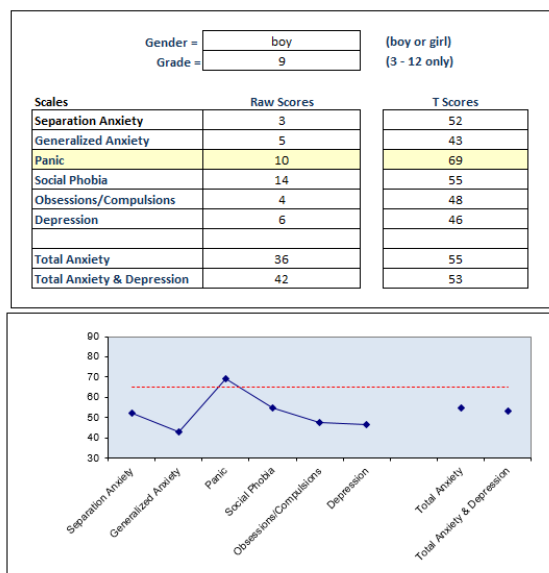 Gender = boy (boy or girl)
Grade = 9 (3 - 12 only)
Scales Raw Scores T Scores
Separation Anxiety 3 52
Generalized Anxiety 5 43
Panic 10 69
Social Phobia 14 55
Obsessions/Compulsions 4 48
Depression 6 46
Total Anxiety 36 55
Total Anxiety & Depression 42 53
90
80
70
60
50
40
30
Separation Anxiety
Generalized Anxiety
Panic
Social Phobia
Obsessions/Compulsions
Depression
Total Anxiety
Total Anxiety & Depression